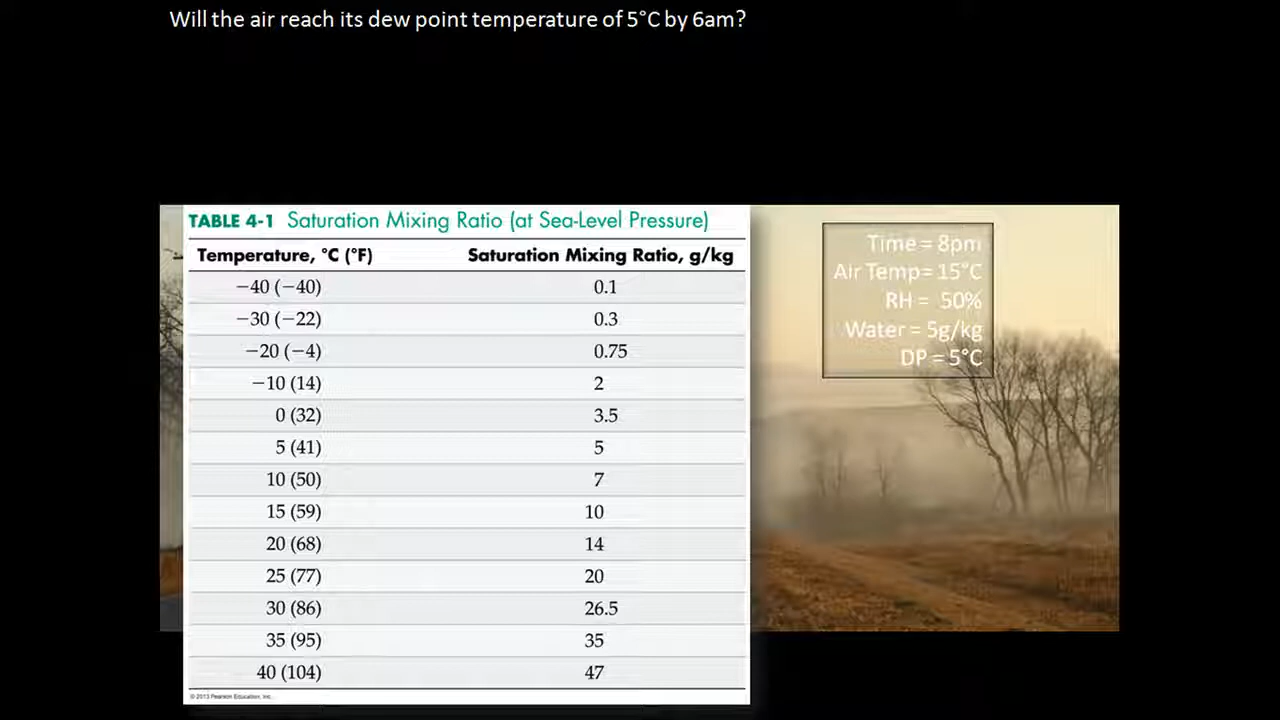 Will the air reach its dew point temperature of 5°C by 6am?
TABLE 4-1 Saturation Mixing Ratio (at Sea-Level Pressure)
Temperature, °C (°F) Saturation Mixing Ratio, g/kg
−40 (−40) 0.1
−30 (−22) 0.3
−20 (−4) 0.75
−10 (14) 2
0 (32) 3.5
5 (41) 5
10 (50) 7
15 (59) 10
20 (68) 14
25 (77) 20
30 (86) 26.5
35 (95) 35
40 (104) 47
© 2013 Pearson Education, Inc.
Time = 8pm
Air Temp= 15°C
RH = 50%
Water = 5g/kg
DP = 5°C